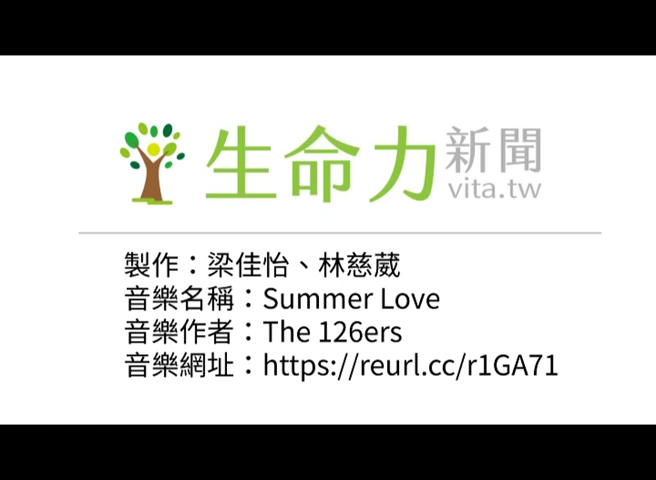 生命力新聞
vita.tw
製作：梁佳怡、林慈葳
音樂名稱：Summer Love
音樂作者：The 126ers
音樂網址：https://reurl.cc/r1GA71